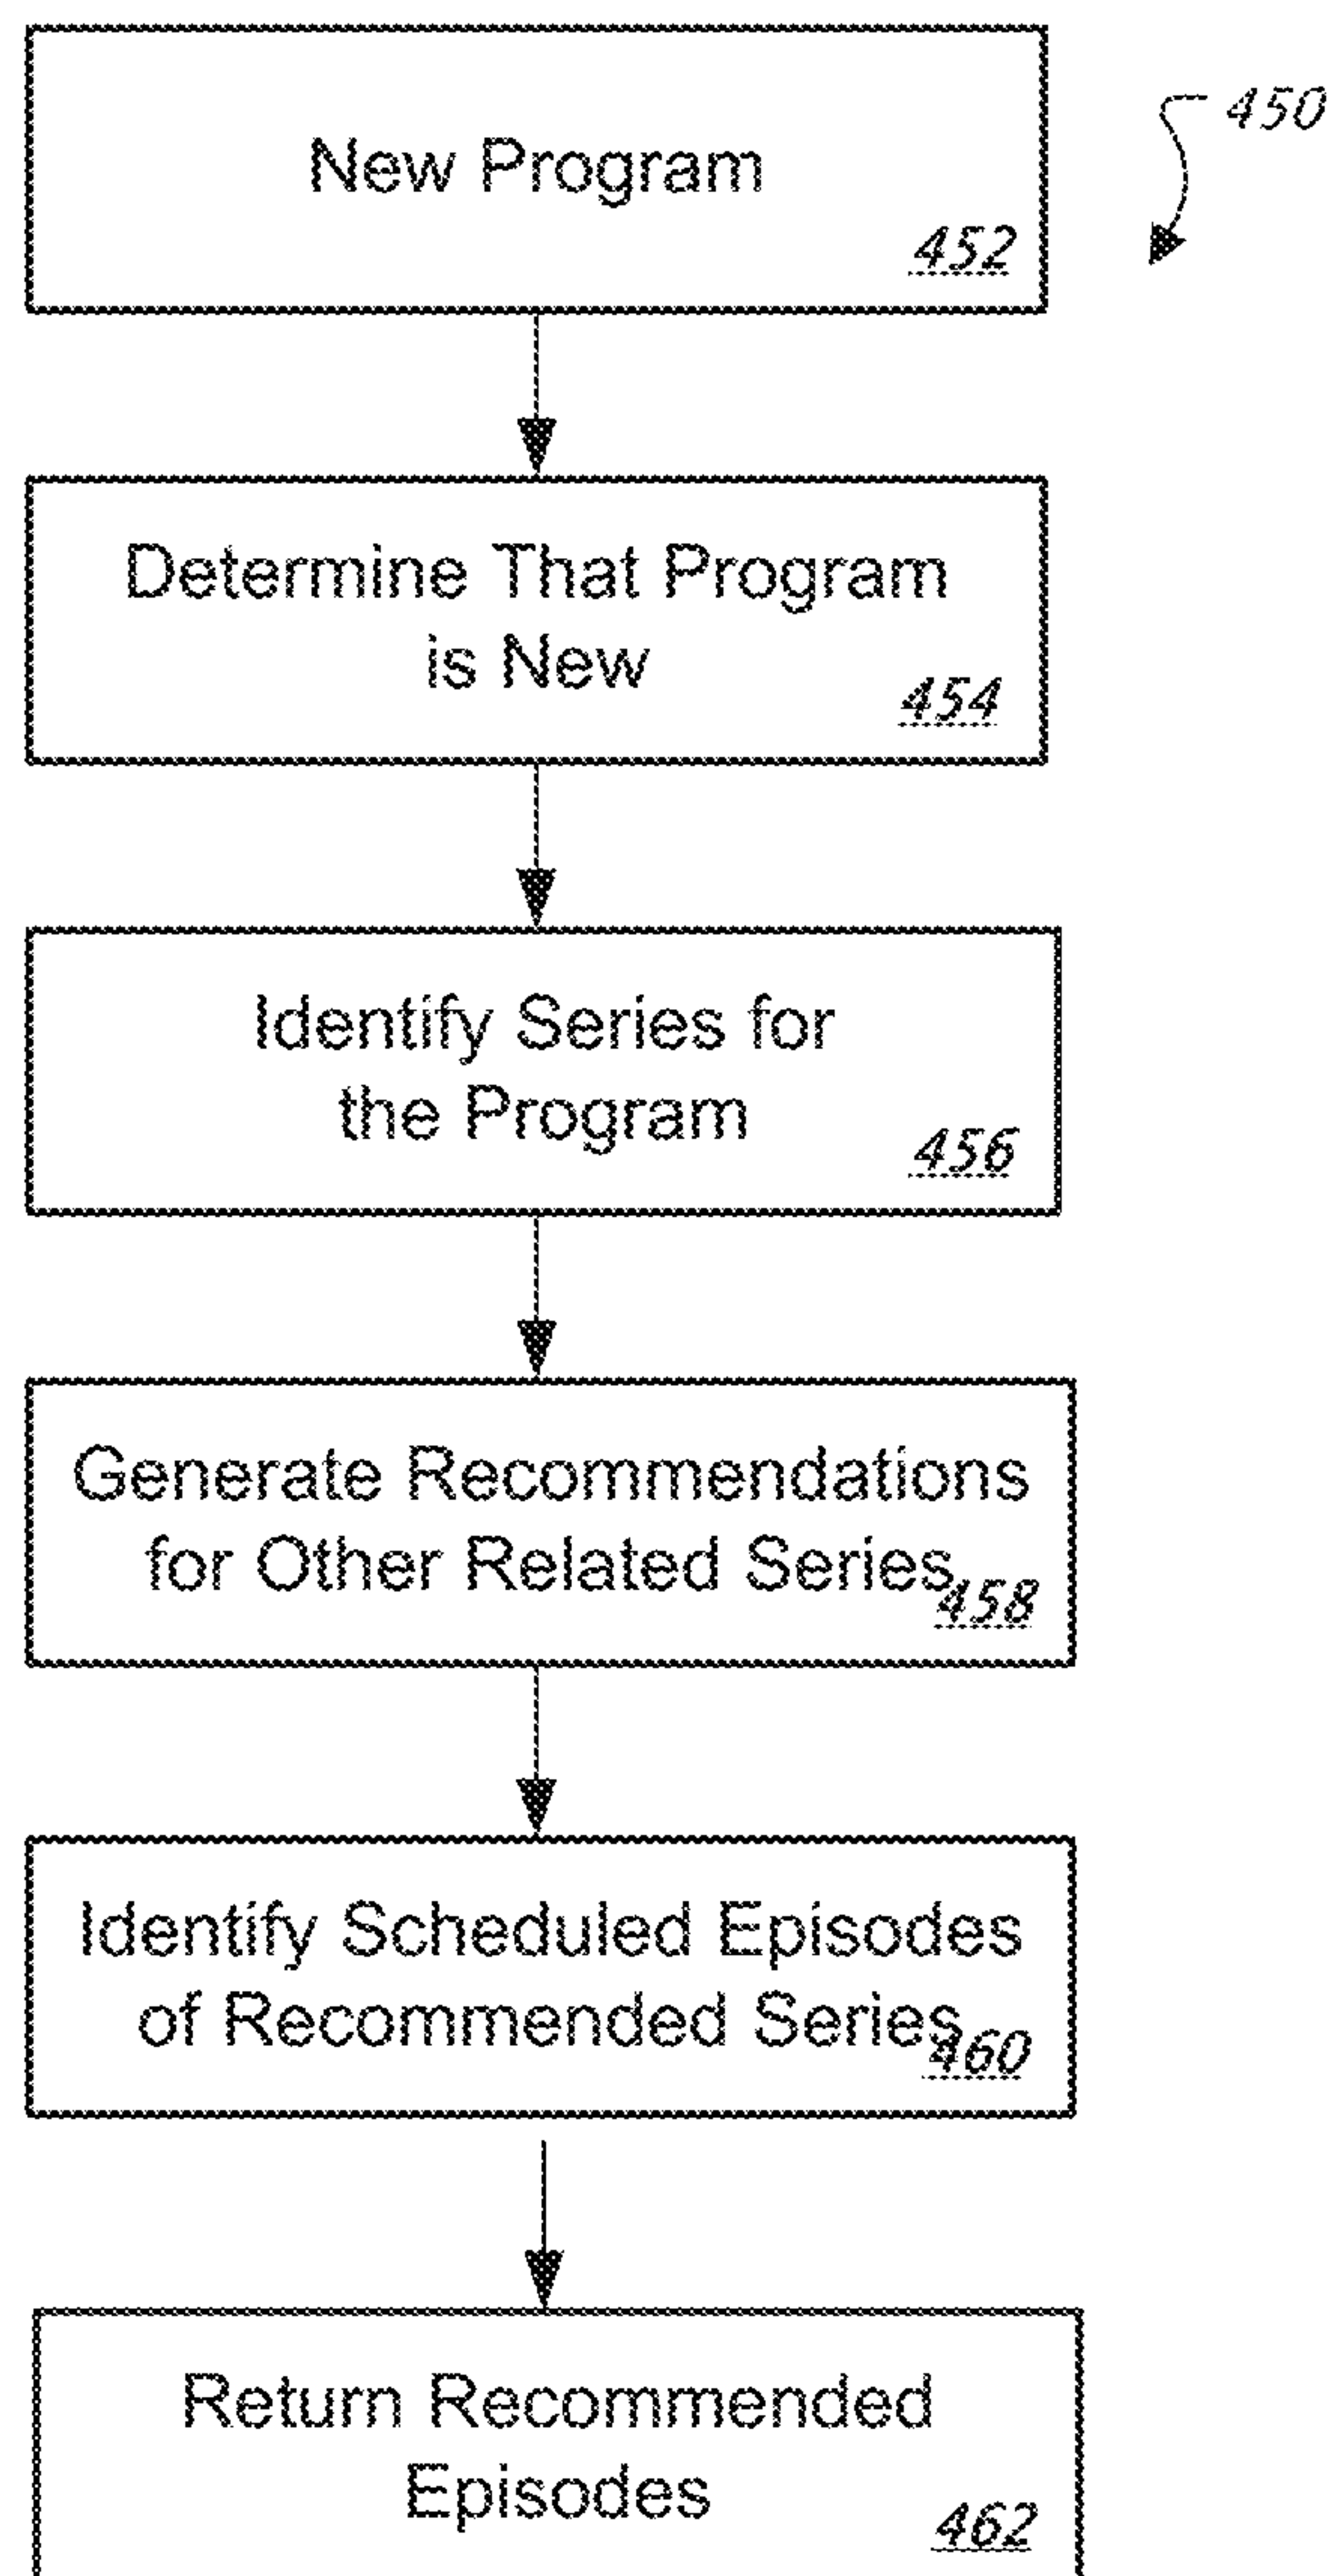 450
New Program
452
Determine That Program
is New
454
Identify Series for
the Program
456
Generate Recommendations
for Other Related Series
458
Identify Scheduled Episodes
of Recommended Series
460
Return Recommended
Episodes
462